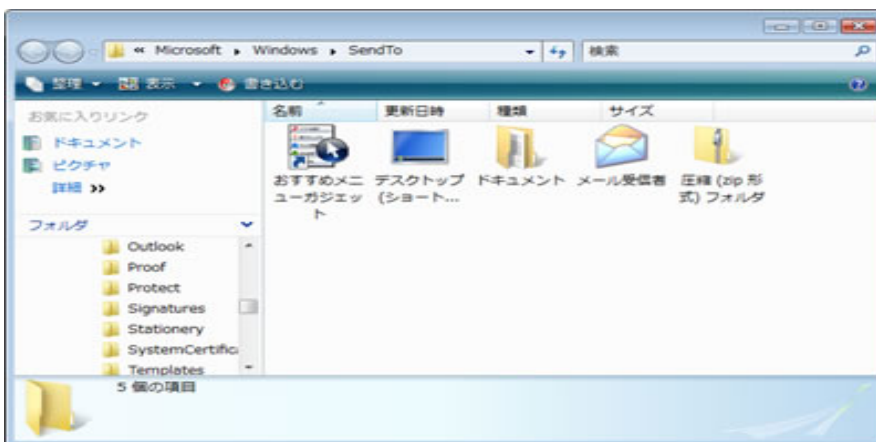 « Microsoft ▸ Windows ▸ SendTo
検索
整理 表示 書き込む
お気に入りリンク
ドキュメント
ピクチャ
詳細 »
フォルダ
Outlook
Proof
Protect
Signatures
Stationery
SystemCertific
Templates
名前 更新日時 種類 サイズ
おすすめメニ
ューガジェッ
ト
デスクトップ
(ショート...
ドキュメント
メール受信者
圧縮 (zip 形
式) フォルダ
5 個の項目